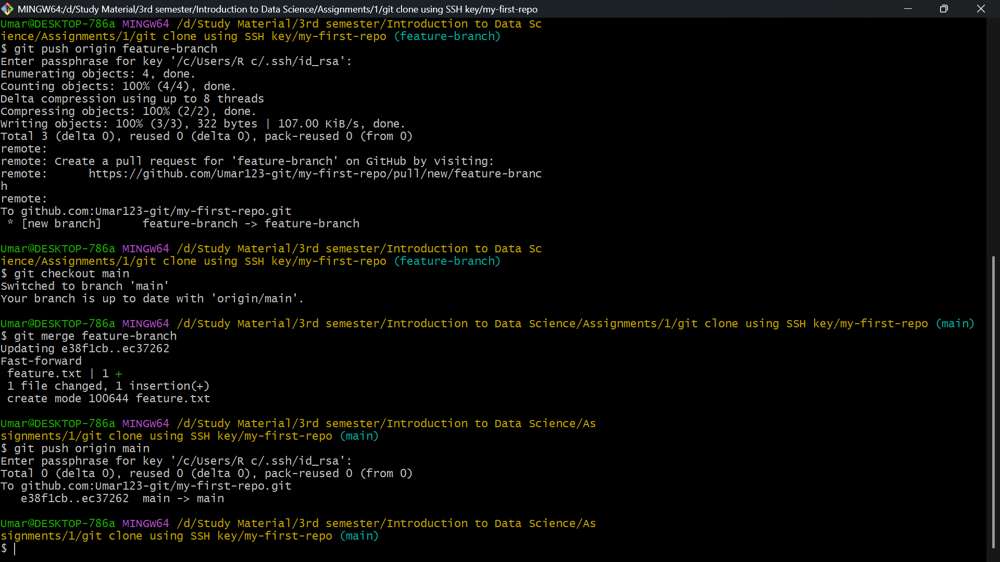 MINGW64:/d/Study Material/3rd semester/Introduction to Data Science/Assignments/1/git clone using SSH key/my-first-repo
Umar@DESKTOP-786a MINGW64 /d/Study Material/3rd semester/Introduction to Data Sc
ience/Assignments/1/git clone using SSH key/my-first-repo (feature-branch)
$ git push origin feature-branch
Enter passphrase for key '/c/Users/R c/.ssh/id_rsa':
Enumerating objects: 4, done.
Counting objects: 100% (4/4), done.
Delta compression using up to 8 threads
Compressing objects: 100% (2/2), done.
Writing objects: 100% (3/3), 322 bytes | 107.00 KiB/s, done.
Total 3 (delta 0), reused 0 (delta 0), pack-reused 0 (from 0)
remote:
remote: Create a pull request for 'feature-branch' on GitHub by visiting:
remote:      https://github.com/Umar123-git/my-first-repo/pull/new/feature-branc
h
remote:
To github.com:Umar123-git/my-first-repo.git
 * [new branch]      feature-branch -> feature-branch
Umar@DESKTOP-786a MINGW64 /d/Study Material/3rd semester/Introduction to Data Sc
ience/Assignments/1/git clone using SSH key/my-first-repo (feature-branch)
$ git checkout main
Switched to branch 'main'
Your branch is up to date with 'origin/main'.
Umar@DESKTOP-786a MINGW64 /d/Study Material/3rd semester/Introduction to Data Science/Assignments/1/git clone using SSH key/my-first-repo (main)
$ git merge feature-branch
Updating e38f1cb..ec37262
Fast-forward
 feature.txt | 1 +
 1 file changed, 1 insertion(+)
 create mode 100644 feature.txt
Umar@DESKTOP-786a MINGW64 /d/Study Material/3rd semester/Introduction to Data Science/As
signments/1/git clone using SSH key/my-first-repo (main)
$ git push origin main
Enter passphrase for key '/c/Users/R c/.ssh/id_rsa':
Total 0 (delta 0), reused 0 (delta 0), pack-reused 0 (from 0)
To github.com:Umar123-git/my-first-repo.git
   e38f1cb..ec37262  main -> main
Umar@DESKTOP-786a MINGW64 /d/Study Material/3rd semester/Introduction to Data Science/As
signments/1/git clone using SSH key/my-first-repo (main)
$